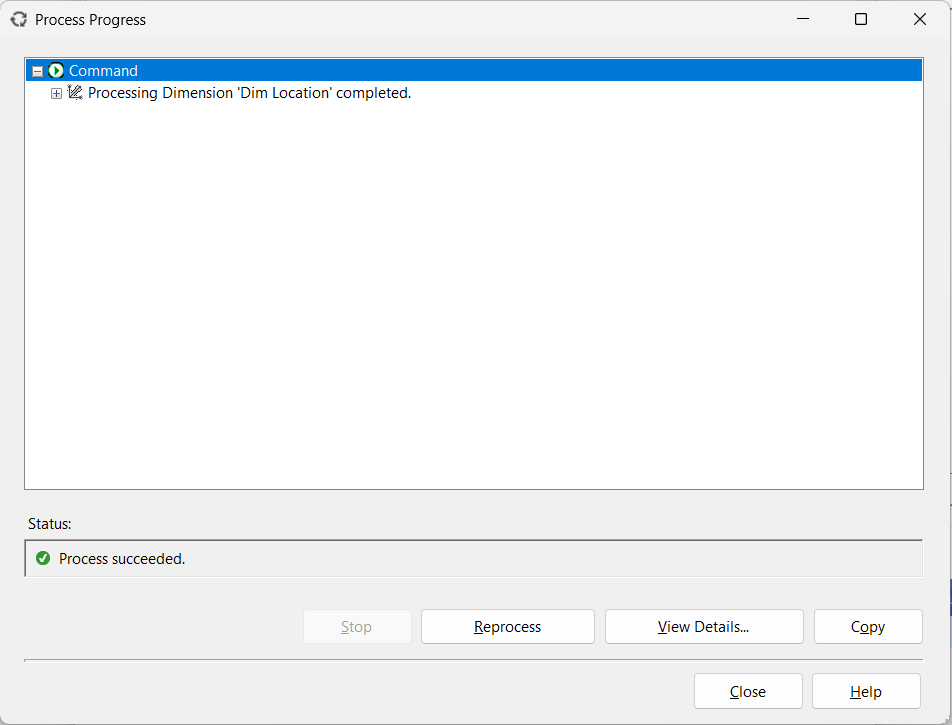 Process Progress
Command
Processing Dimension 'Dim Location' completed.
Status:
Process succeeded.
Stop
Reprocess
View Details...
Copy
Close
Help